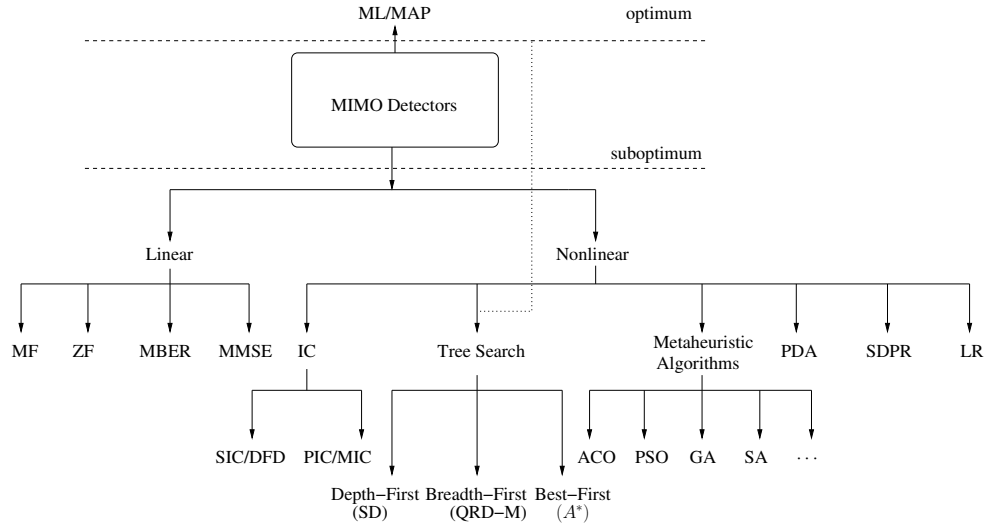 ML/MAP
optimum
MIMO Detectors
suboptimum
Linear
Nonlinear
MF
ZF
MBER
MMSE
IC
Tree Search
Metaheuristic
Algorithms
PDA
SDPR
LR
SIC/DFD
PIC/MIC
ACO
PSO
GA
SA
···
Depth−First
(SD)
Breadth−First
(QRD−M)
Best−First
(A*)